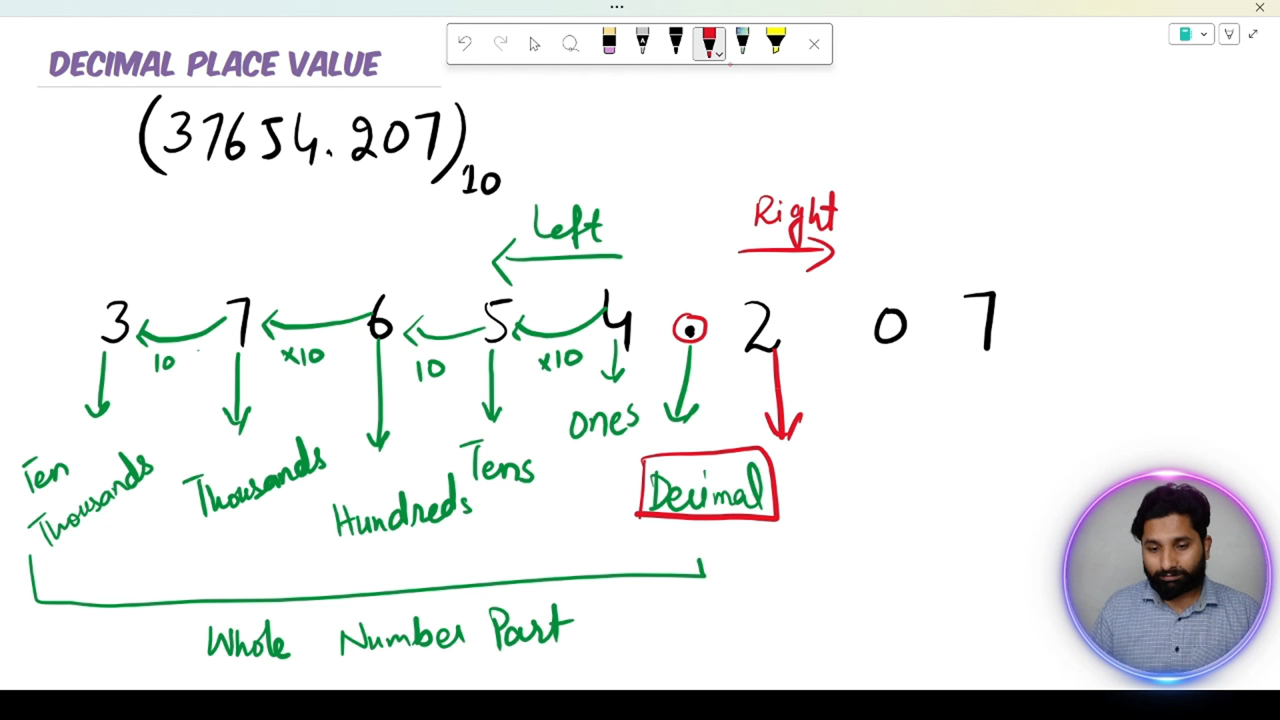 DECIMAL PLACE VALUE
(37654.207)10
Left
Right
3 7 6 5 4 . 2 0 7
10 ×10 10 ×10
Ones
Ten Thousands
Thousands
Hundreds
Tens
Decimal
Whole Number Part